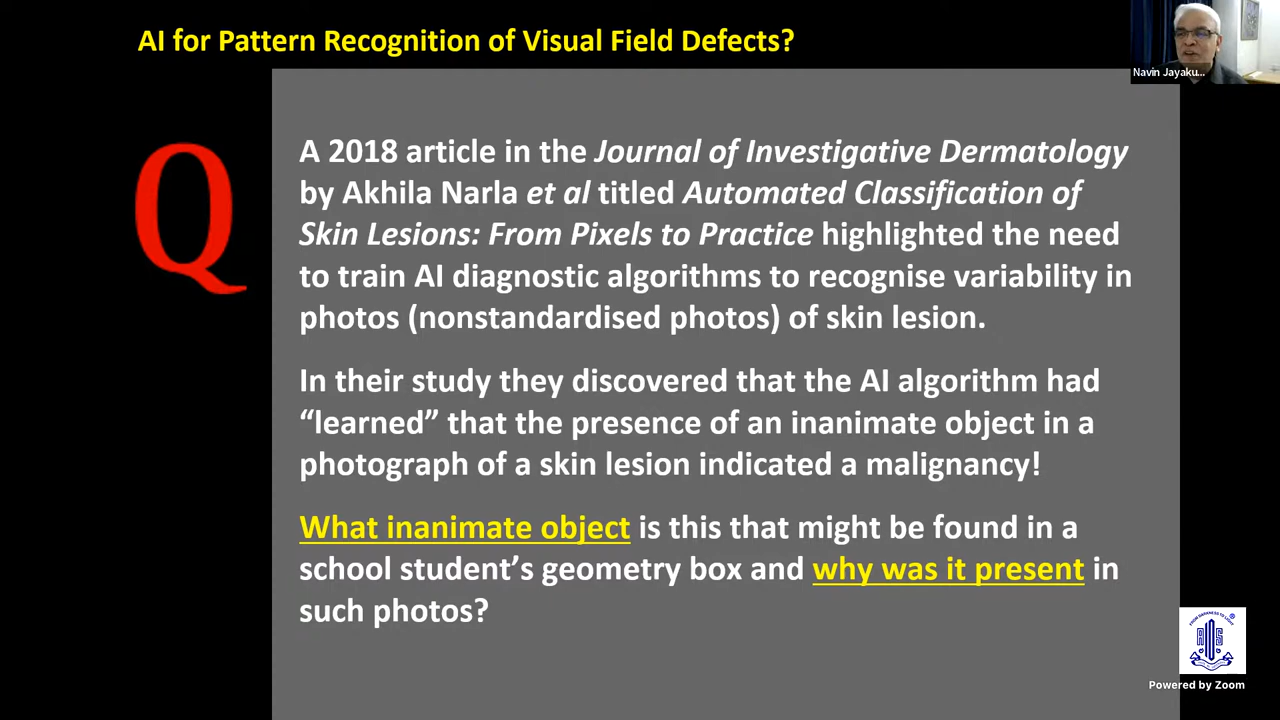 AI for Pattern Recognition of Visual Field Defects?
Navin Jayaku...
Q
A 2018 article in the Journal of Investigative Dermatology
by Akhila Narla et al titled Automated Classification of
Skin Lesions: From Pixels to Practice highlighted the need
to train AI diagnostic algorithms to recognise variability in
photos (nonstandardised photos) of skin lesion.
In their study they discovered that the AI algorithm had
“learned” that the presence of an inanimate object in a
photograph of a skin lesion indicated a malignancy!
What inanimate object is this that might be found in a
school student’s geometry box and why was it present in
such photos?
Powered by Zoom